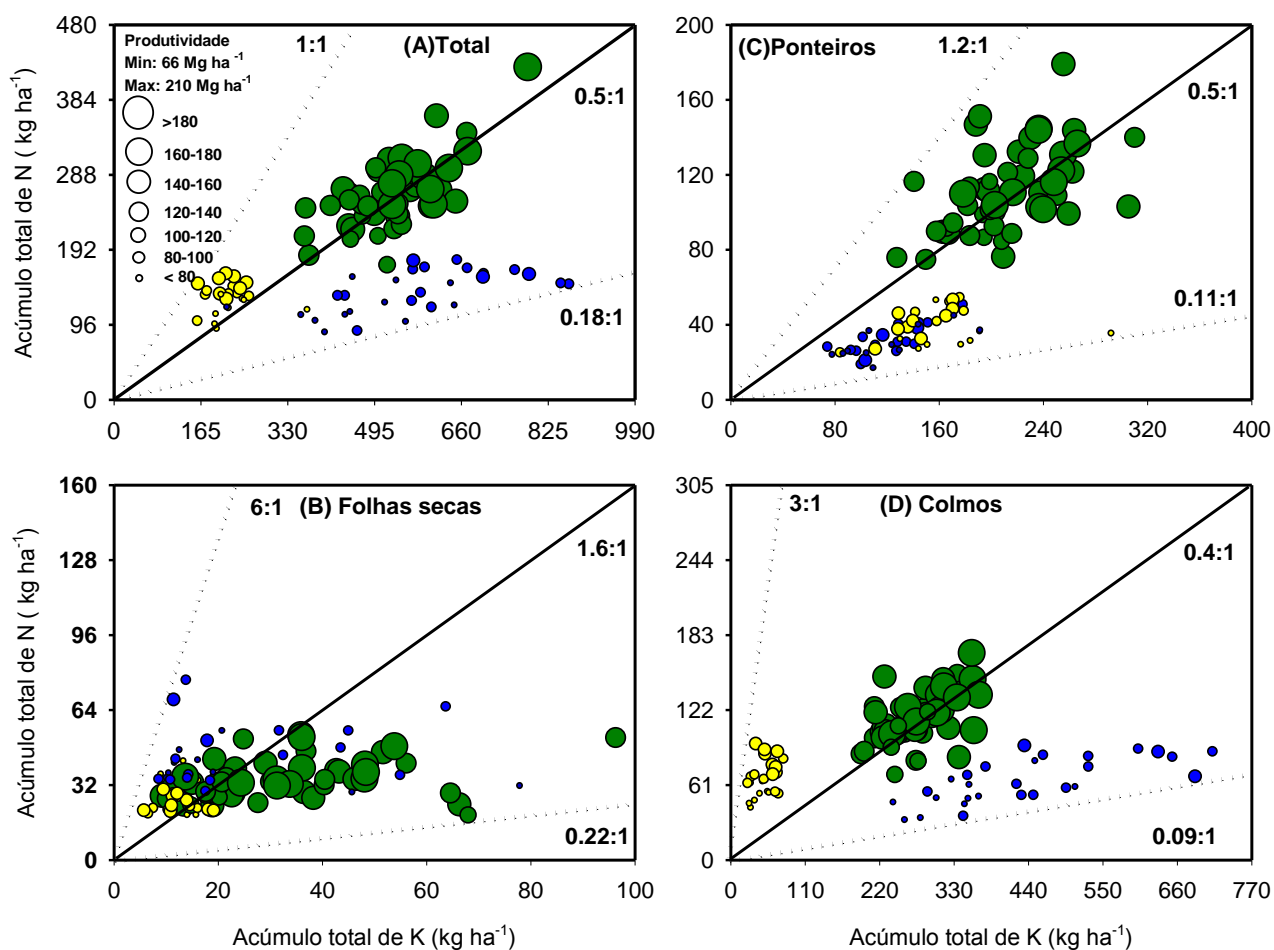 Acúmulo total de N ( kg ha-1)
480
384
288
192
96
0
Produtividade
Min: 66 Mg ha -1
Max: 210 Mg ha-1
>180
160-180
140-160
120-140
100-120
80-100
< 80
1:1
(A)Total
0.5:1
0.18:1
0 165 330 495 660 825 990
200
160
120
80
40
0
(C)Ponteiros
1.2:1
0.5:1
0.11:1
0 80 160 240 320 400
Acúmulo total de N ( kg ha-1)
160
128
96
64
32
0
6:1
(B) Folhas secas
1.6:1
0.22:1
0 20 40 60 80 100
Acúmulo total de K (kg ha-1)
305
244
183
122
61
0
3:1
(D) Colmos
0.4:1
0.09:1
0 110 220 330 440 550 660 770
Acúmulo total de K (kg ha-1)